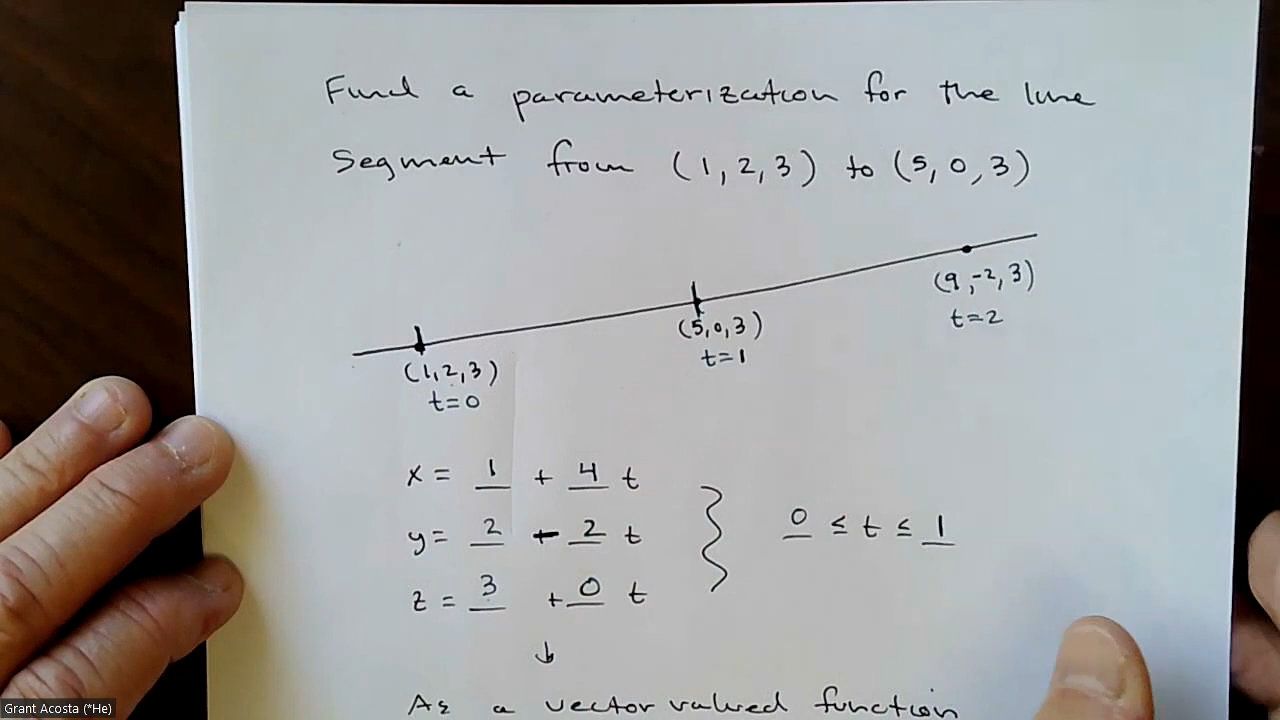 Find a parameterization for the line
segment from (1, 2, 3) to (5, 0, 3)
(9, -2, 3)
t=2
(5, 0, 3)
t=1
(1, 2, 3)
t=0
x = 1 + 4 t
y = 2 - 2 t
0 ≤ t ≤ 1
z = 3 + 0 t
↓
As a vector valued function
Grant Acosta (*He)